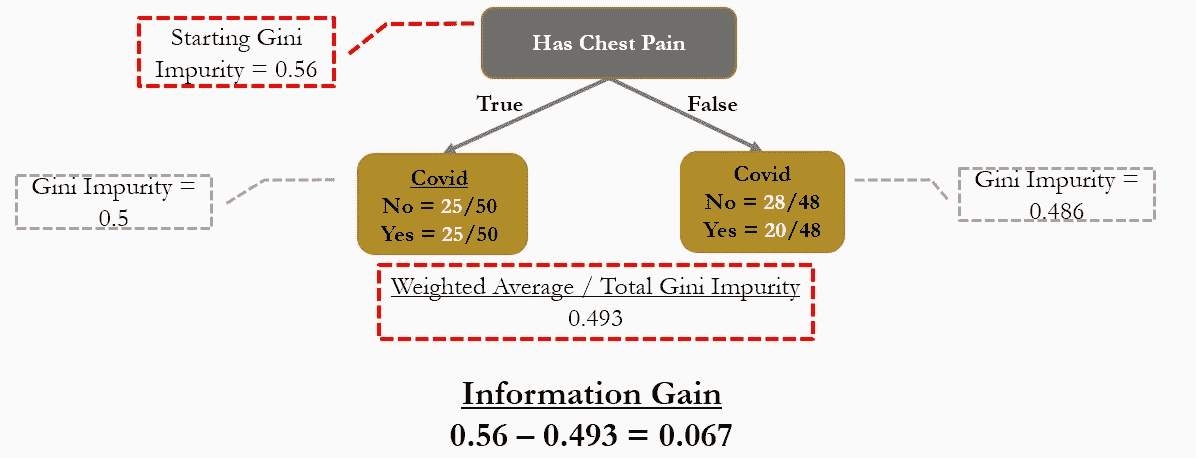 Starting Gini
Impurity = 0.56
Has Chest Pain
True
False
Gini Impurity =
0.5
Covid
No = 25/50
Yes = 25/50
Covid
No = 28/48
Yes = 20/48
Gini Impurity =
0.486
Weighted Average / Total Gini Impurity
0.493
Information Gain
0.56 – 0.493 = 0.067